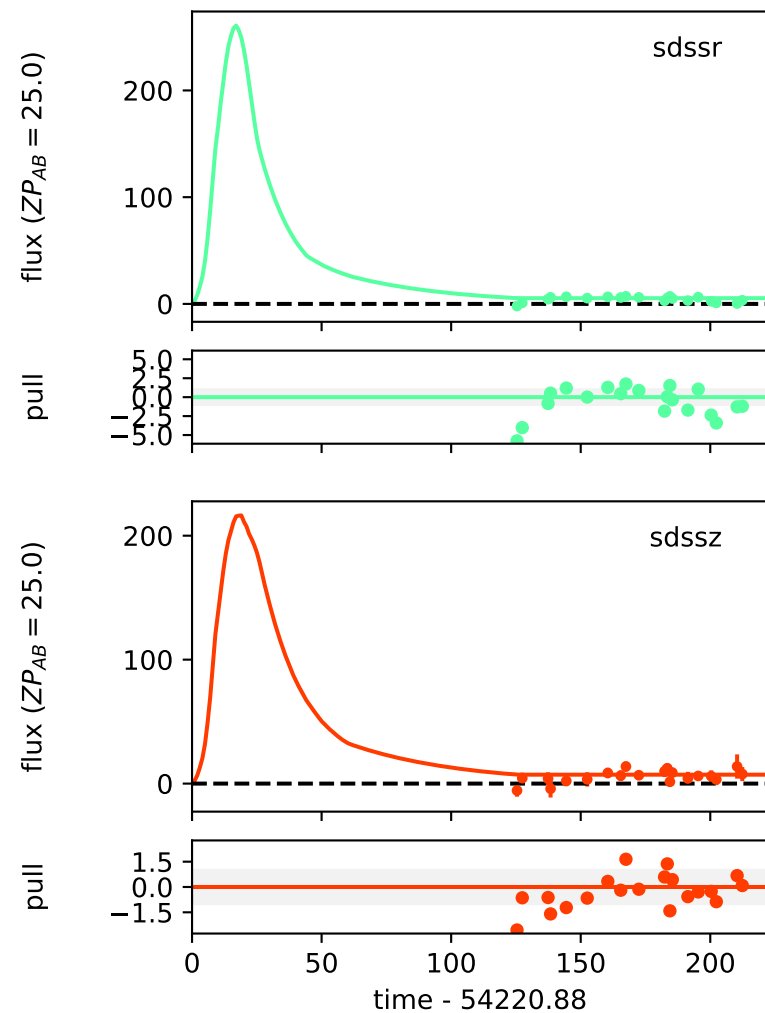 sdssr
flux ($ZP_{AB} = 25.0$)
200
100
0
pull
5.0
2.5
0.0
−2.5
−5.0
sdssz
flux ($ZP_{AB} = 25.0$)
200
100
0
pull
1.5
0.0
−1.5
0 50 100 150 200
time - 54220.88